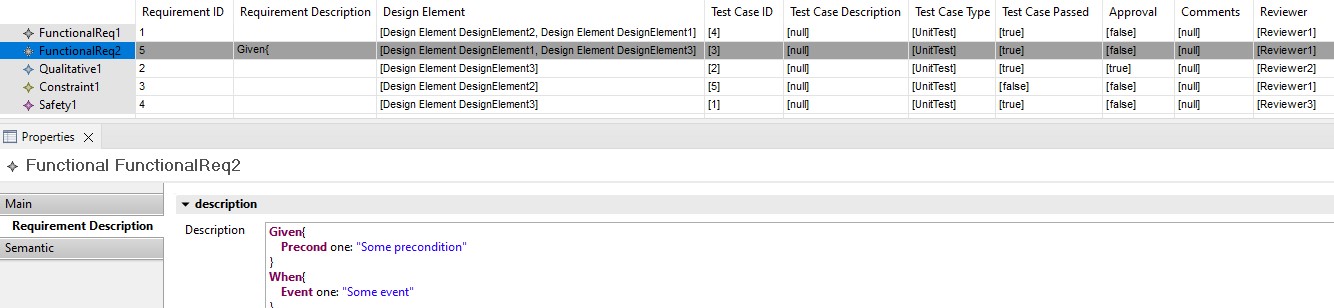 Requirement ID Requirement Description Design Element Test Case ID Test Case Description Test Case Type Test Case Passed Approval Comments Reviewer
FunctionalReq1 1 [Design Element DesignElement2, Design Element DesignElement1] [4] [null] [UnitTest] [true] [false] [null] [Reviewer1]
FunctionalReq2 5 Given{ [Design Element DesignElement1, Design Element DesignElement3] [3] [null] [UnitTest] [true] [false] [null] [Reviewer1]
Qualitative1 2 [Design Element DesignElement3] [2] [null] [UnitTest] [true] [true] [null] [Reviewer2]
Constraint1 3 [Design Element DesignElement2] [5] [null] [UnitTest] [false] [false] [null] [Reviewer1]
Safety1 4 [Design Element DesignElement3] [1] [null] [UnitTest] [true] [false] [null] [Reviewer3]
Properties
Functional FunctionalReq2
Main
Requirement Description
Semantic
description
Description
Given{
Precond one: "Some precondition"
}
When{
Event one: "Some event"
}